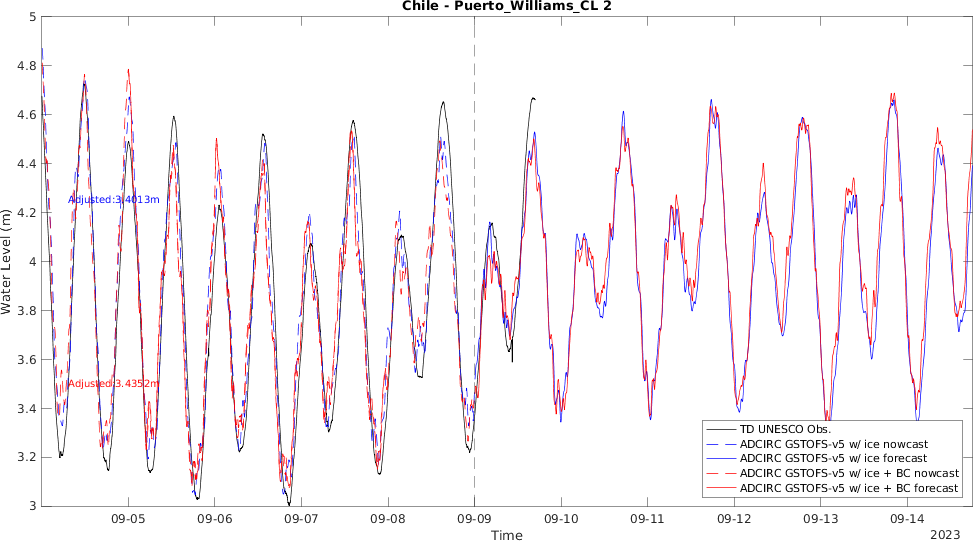 Chile - Puerto_Williams_CL 2
5
4.8
4.6
4.4
4.2
4
3.8
3.6
3.4
3.2
3
Water Level (m)
Adjusted:3.4013m
Adjusted:3.4352m
TD UNESCO Obs.
ADCIRC GSTOFS-v5 w/ ice nowcast
ADCIRC GSTOFS-v5 w/ ice forecast
ADCIRC GSTOFS-v5 w/ ice + BC nowcast
ADCIRC GSTOFS-v5 w/ ice + BC forecast
09-05 09-06 09-07 09-08 09-09 09-10 09-11 09-12 09-13 09-14
Time
2023